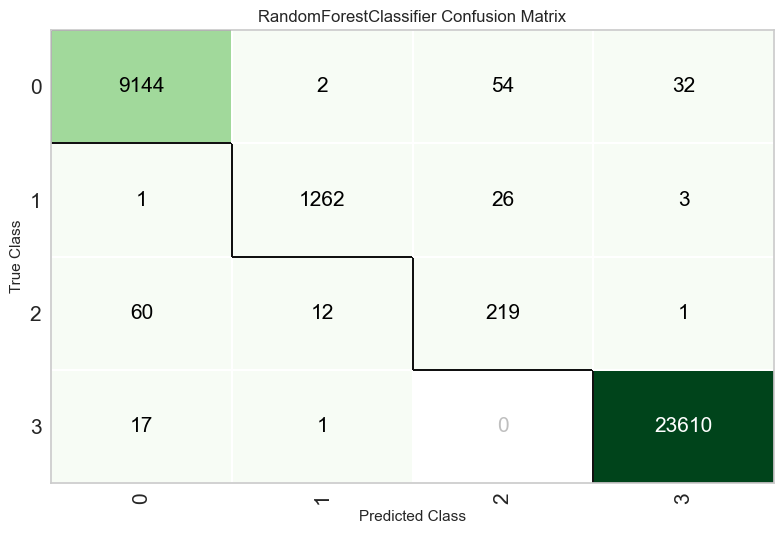 RandomForestClassifier Confusion Matrix
0 9144 2 54 32
1 1 1262 26 3
2 60 12 219 1
3 17 1 0 23610
0 1 2 3
True Class
Predicted Class